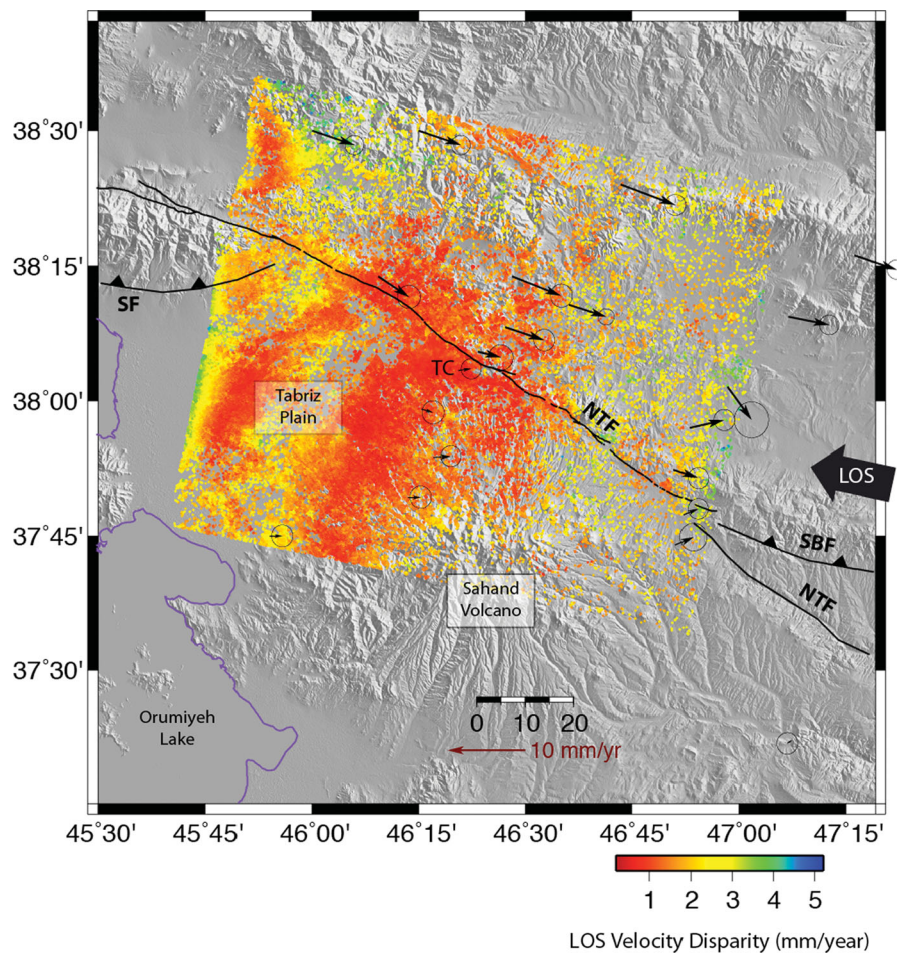 38°30'
38°15'
SF
TC
38°00'
Tabriz
Plain
NTF
LOS
37°45'
SBF
NTF
Sahand
Volcano
37°30'
0 10 20
Orumiyeh
Lake
10 mm/yr
45°30' 45°45' 46°00' 46°15' 46°30' 46°45' 47°00' 47°15'
1 2 3 4 5
LOS Velocity Disparity (mm/year)